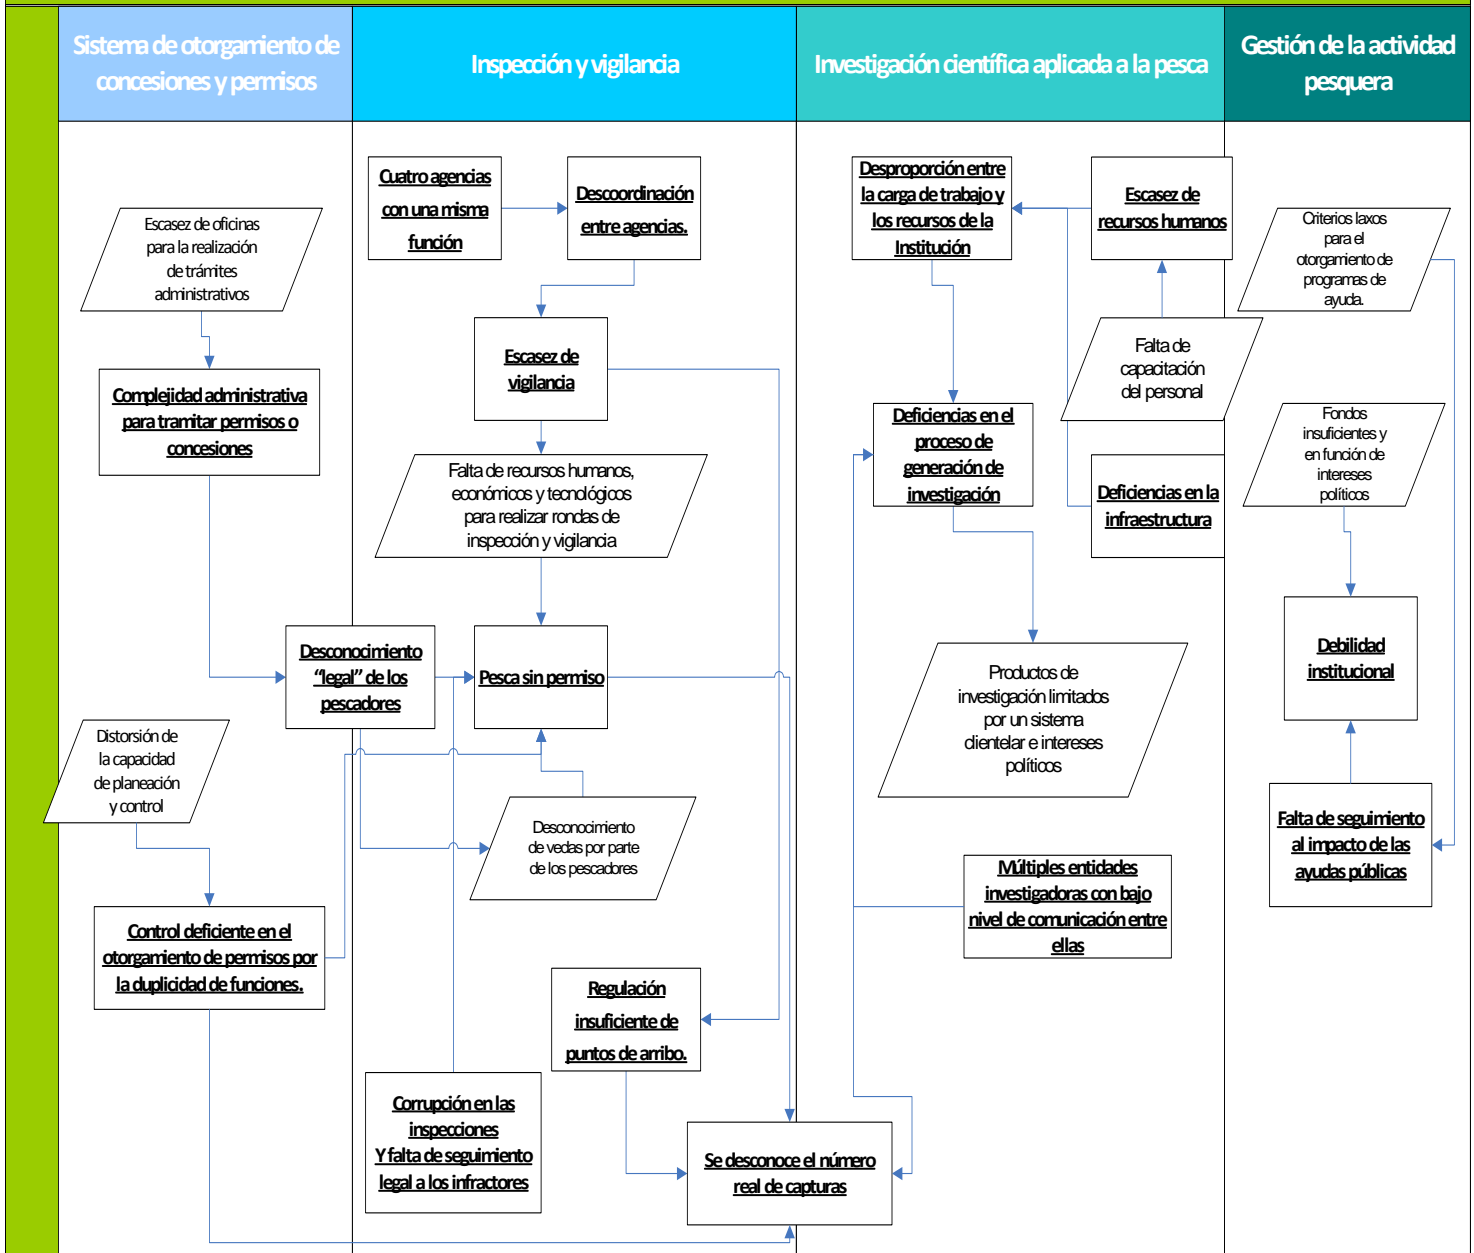 Sistema de otorgamiento de
concesiones y permisos
Inspección y vigilancia
Investigación científica aplicada a la pesca
Gestión de la actividad
pesquera
Escasez de oficinas
para la realización
de trámites
administrativos
Complejidad administrativa
para tramitar permisos o
concesiones
Desconocimiento
“legal” de los
pescadores
Distorsión de
la capacidad
de planeación
y control
Control deficiente en el
otorgamiento de permisos por
la duplicidad de funciones.
Cuatro agencias
con una misma
función
Descoordinación
entre agencias.
Escasez de
vigilancia
Falta de recursos humanos,
económicos y tecnológicos
para realizar rondas de
inspección y vigilancia
Pesca sin permiso
Desconocimiento
de vedas por parte
de los pescadores
Regulación
insuficiente de
puntos de arribo.
Corrupción en las
inspecciones
Y falta de seguimiento
legal a los infractores
Se desconoce el número
real de capturas
Desproporción entre
la carga de trabajo y
los recursos de la
Institución
Escasez de
recursos humanos
Falta de
capacitación
del personal
Deficiencias en el
proceso de
generación de
investigación
Deficiencias en la
infraestructura
Productos de
investigación limitados
por un sistema
clientelar e intereses
políticos
Múltiples entidades
investigadoras con bajo
nivel de comunicación entre
ellas
Criterios laxos
para el
otorgamiento de
programas de
ayuda.
Fondos
insuficientes y
en función de
intereses
políticos
Debilidad
institucional
Falta de seguimiento
al impacto de las
ayudas públicas